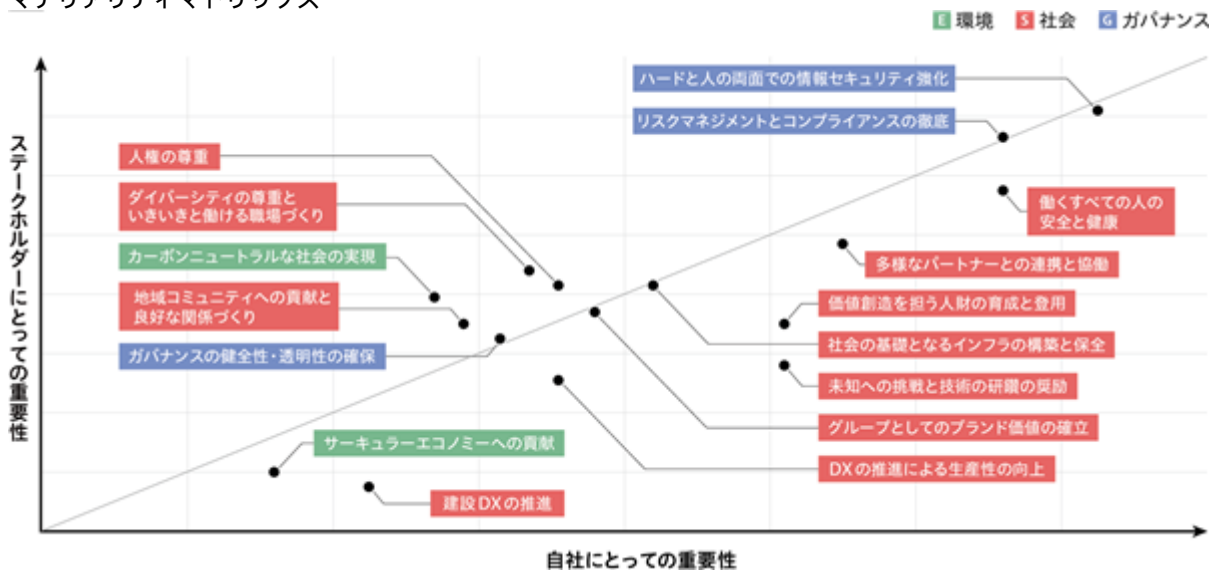 マテリアリティマトリックス
E 環境 S 社会 G ガバナンス
ステークホルダーにとっての重要性
ハードと人の両面での情報セキュリティ強化
リスクマネジメントとコンプライアンスの徹底
人権の尊重
ダイバーシティの尊重と
いきいきと働ける職場づくり
カーボンニュートラルな社会の実現
地域コミュニティへの貢献と
良好な関係づくり
ガバナンスの健全性・透明性の確保
サーキュラーエコノミーへの貢献
建設DXの推進
働くすべての人の
安全と健康
多様なパートナーとの連携と協働
価値創造を担う人財の育成と登用
社会の基礎となるインフラの構築と保全
未知への挑戦と技術の研鑽の奨励
グループとしてのブランド価値の確立
DXの推進による生産性の向上
自社にとっての重要性